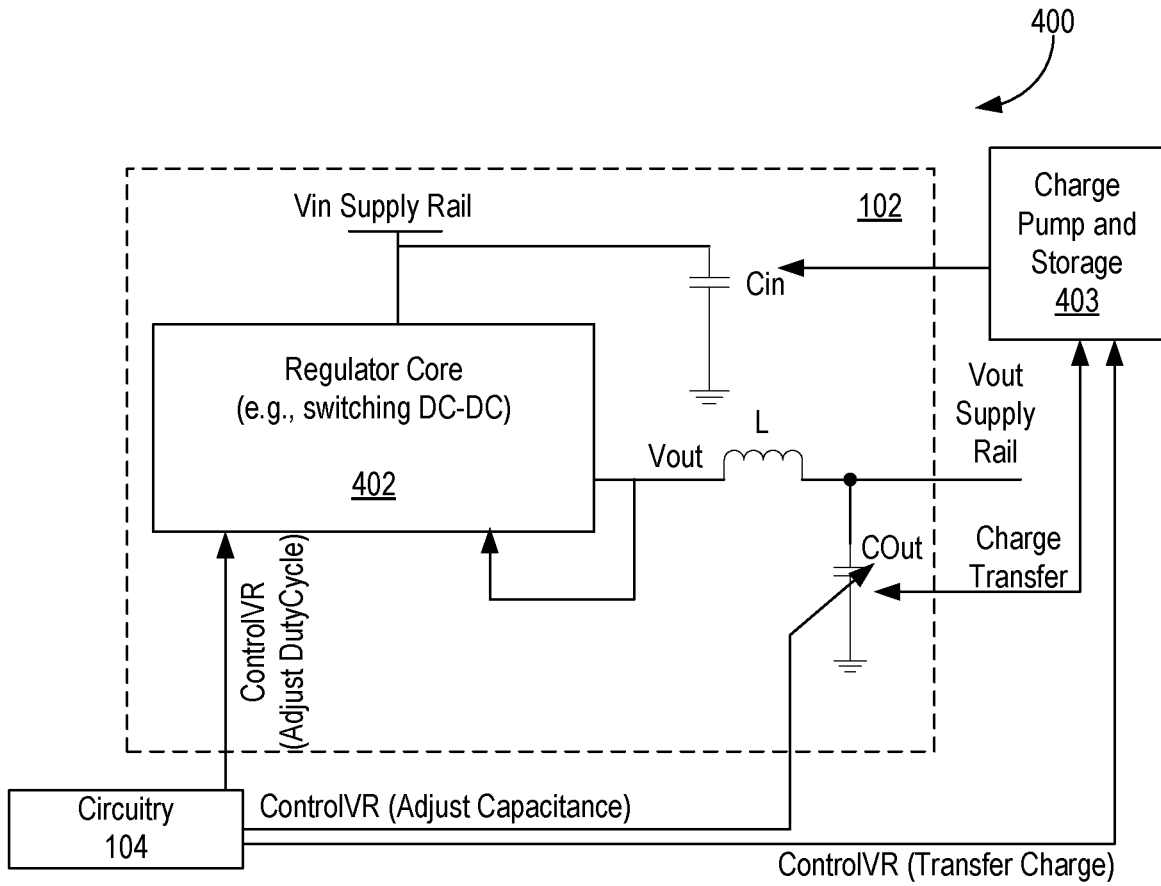 400
Vin Supply Rail
102
Charge
Pump and
Storage
403
Cin
Regulator Core
(e.g., switching DC-DC)
402
Vout
L
Vout
Supply
Rail
COut
Charge
Transfer
ControlVR
(Adjust DutyCycle)
Circuitry
104
ControlVR (Adjust Capacitance)
ControlVR (Transfer Charge)